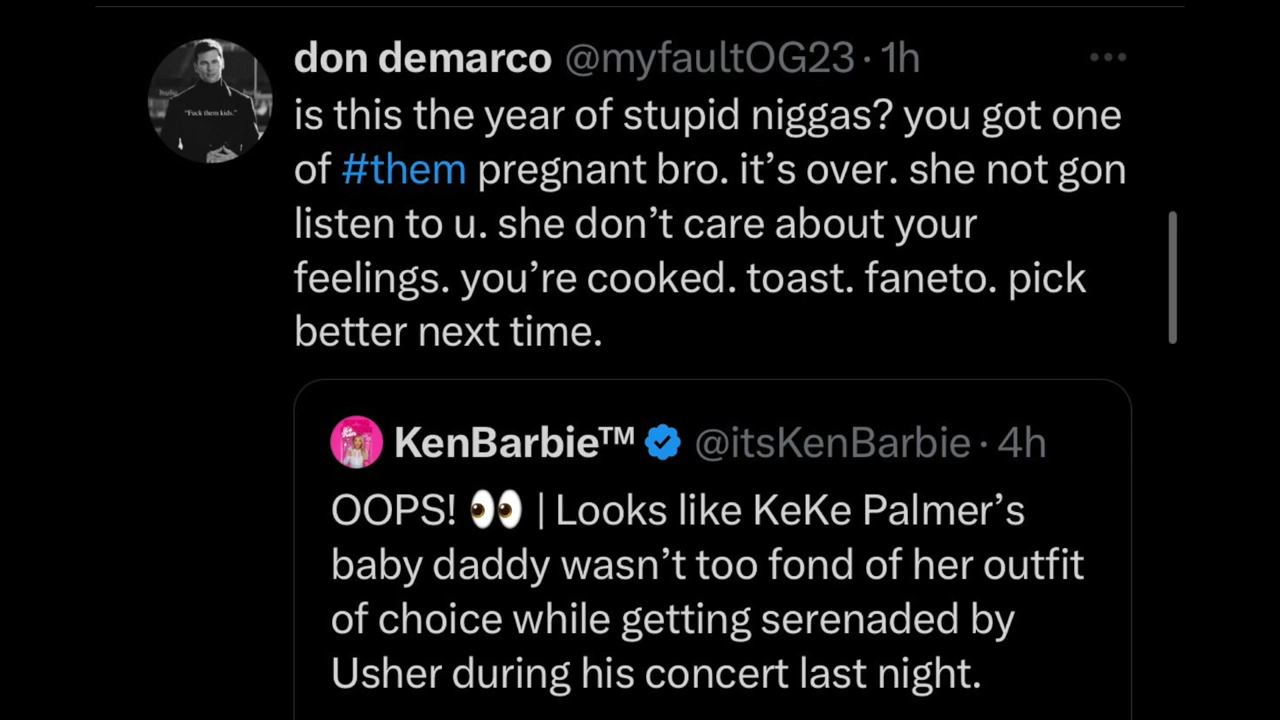 don demarco @myfaultOG23 · 1h
"Fuck them kids."
is this the year of stupid niggas? you got one
of #them pregnant bro. it’s over. she not gon
listen to u. she don’t care about your
feelings. you’re cooked. toast. faneto. pick
better next time.
KenBarbie™ @itsKenBarbie · 4h
OOPS! 👀 | Looks like KeKe Palmer’s
baby daddy wasn’t too fond of her outfit
of choice while getting serenaded by
Usher during his concert last night.